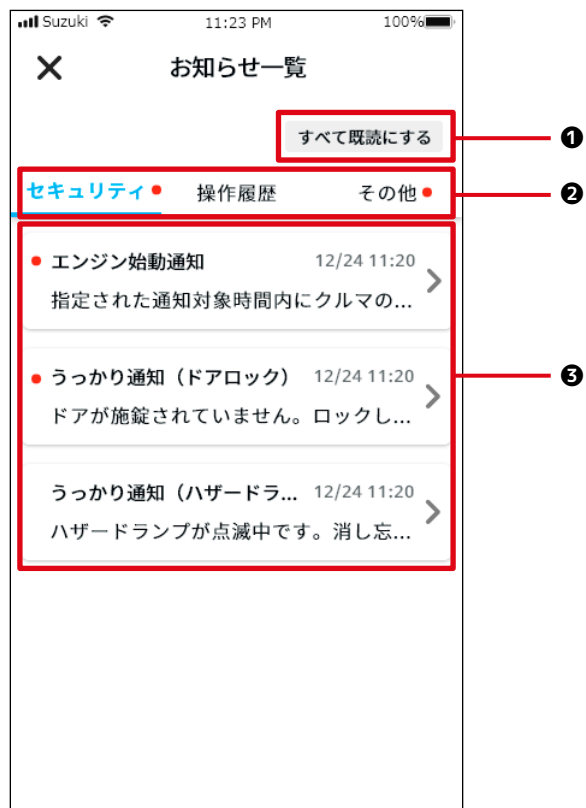 Suzuki 11:23 PM 100%
お知らせ一覧
すべて既読にする
❶
セキュリティ 操作履歴 その他
❷
エンジン始動通知 12/24 11:20
指定された通知対象時間内にクルマの...
うっかり通知（ドアロック） 12/24 11:20
❸
ドアが施錠されていません。ロックし...
うっかり通知（ハザードラ... 12/24 11:20
ハザードランプが点滅中です。消し忘...